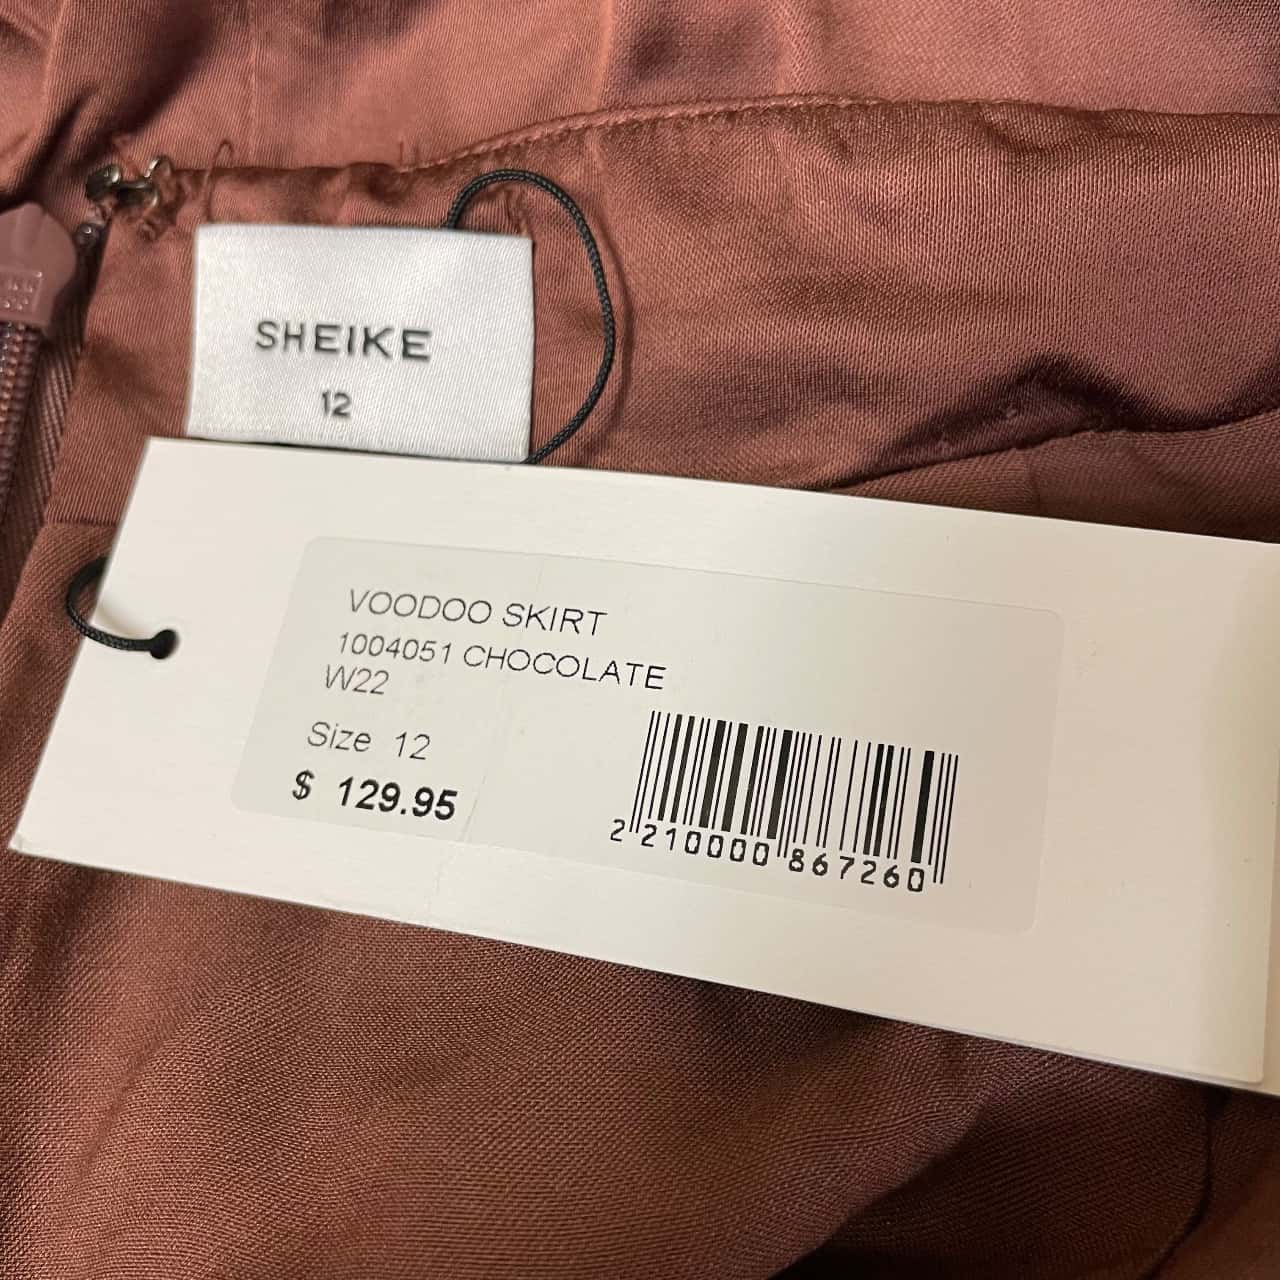 SHEIKE
12
VOODOO SKIRT
1004051 CHOCOLATE
W22
Size 12
$ 129.95
2 210000 867260